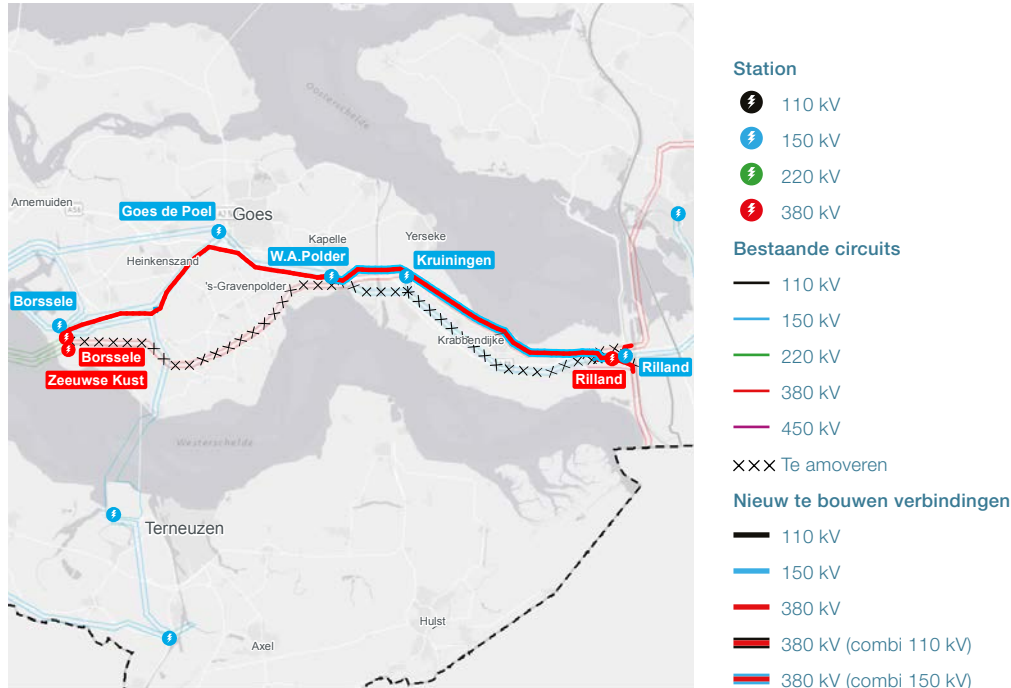 Oosterschelde
Arnemuiden
A58
Goes de Poel
Goes
Kapelle
Yerseke
W.A.Polder
Kruiningen
Heinkenszand
's-Gravenpolder
Borssele
Krabbendijke
Borssele
Zeeuwse Kust
Rilland
Rilland
Westerschelde
Terneuzen
Hulst
Axel
Station
110 kV
150 kV
220 kV
380 kV
Bestaande circuits
110 kV
150 kV
220 kV
380 kV
450 kV
Te amoveren
Nieuw te bouwen verbindingen
110 kV
150 kV
380 kV
380 kV (combi 110 kV)
380 kV (combi 150 kV)